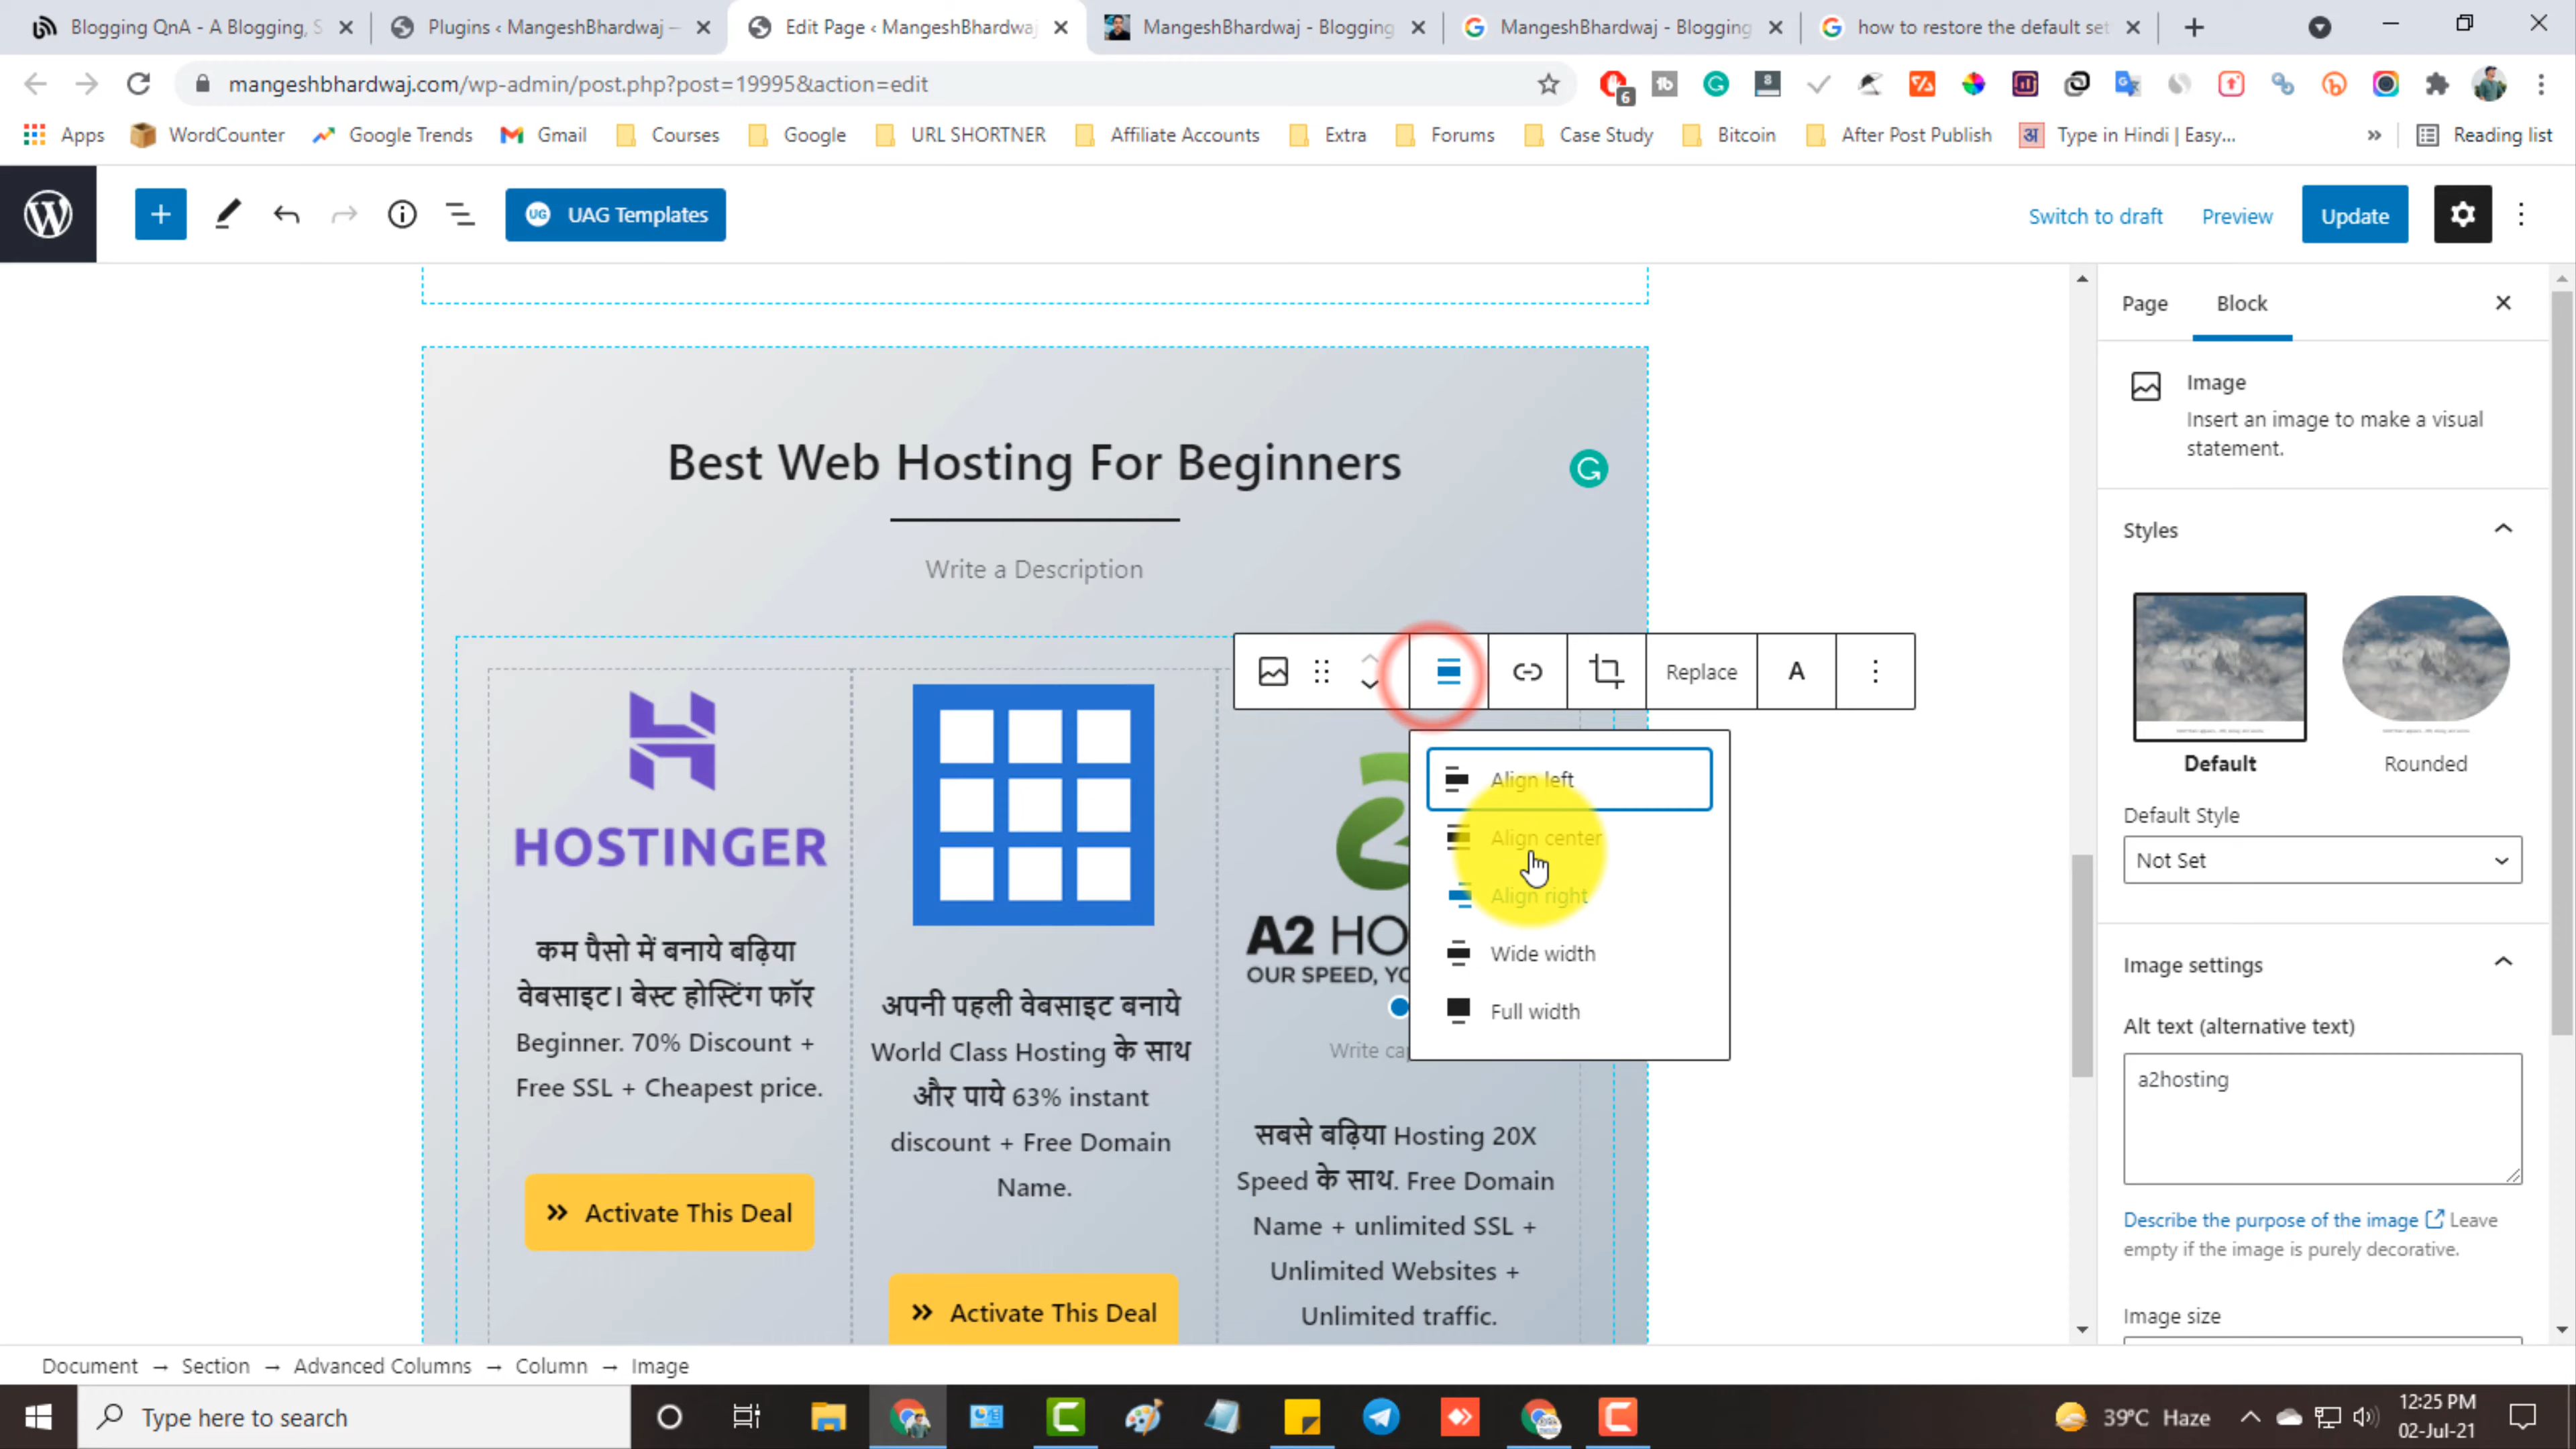 Blogging QnA - A Blogging, S
Plugins ‹ MangeshBhardwaj —
Edit Page ‹ MangeshBhardwaj
MangeshBhardwaj - Blogging
MangeshBhardwaj - Blogging
how to restore the default set
mangeshbhardwaj.com/wp-admin/post.php?post=19995&action=edit
6
Apps
WordCounter
Google Trends
Gmail
Courses
Google
URL SHORTNER
Affiliate Accounts
Extra
Forums
Case Study
Bitcoin
After Post Publish
अ Type in Hindi | Easy...
»
Reading list
UG UAG Templates
Switch to draft
Preview
Update
Page
Block
Image
Insert an image to make a visual
statement.
Styles
Default
Rounded
Default Style
Not Set
Image settings
Alt text (alternative text)
a2hosting
Describe the purpose of the image Leave
empty if the image is purely decorative.
Image size
Best Web Hosting For Beginners
Write a Description
Replace
A
Align left
Align center
Align right
Wide width
Full width
HOSTINGER
कम पैसो में बनाये बढ़िया
वेबसाइट। बेस्ट होस्टिंग फॉर
Beginner. 70% Discount +
Free SSL + Cheapest price.
» Activate This Deal
अपनी पहली वेबसाइट बनाये
World Class Hosting के साथ
और पाये 63% instant
discount + Free Domain
Name.
» Activate This Deal
A2 HO
OUR SPEED, YO
Write ca
सबसे बढ़िया Hosting 20X
Speed के साथ. Free Domain
Name + unlimited SSL +
Unlimited Websites +
Unlimited traffic.
Document → Section → Advanced Columns → Column → Image
Type here to search
39°C Haze
12:25 PM
02-Jul-21